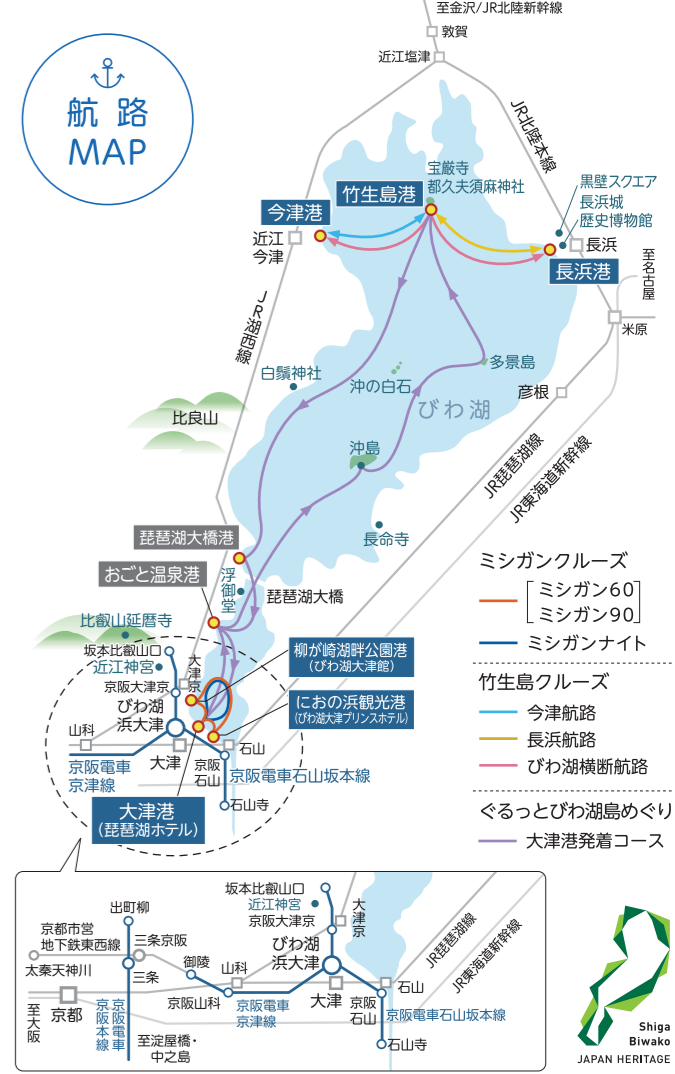 至金沢/JR北陸新幹線
敦賀
近江塩津
航路
MAP
JR北陸本線
宝厳寺
都久夫須麻神社
竹生島港
今津港
近江
今津
黒壁スクエア
長浜城
歴史博物館
長浜
長浜港
至名古屋
米原
JR湖西線
白鬚神社
沖の白石
多景島
彦根
びわ湖
比良山
沖島
JR琵琶湖線
JR東海道新幹線
長命寺
琵琶湖大橋港
おごと温泉港
浮御堂
琵琶湖大橋
比叡山延暦寺
坂本比叡山口
近江神宮
大津京
京阪大津京
びわ湖
浜大津
山科
大津
石山
京阪電車
京津線
京阪
石山
京阪電車石山坂本線
石山寺
柳が崎湖畔公園港
(びわ湖大津館)
におの浜観光港
(びわ湖大津プリンスホテル)
大津港
(琵琶湖ホテル)
ミシガンクルーズ
ミシガン60
ミシガン90
ミシガンナイト
竹生島クルーズ
今津航路
長浜航路
びわ湖横断航路
ぐるっとびわ湖島めぐり
大津港発着コース
出町柳
京都市営
地下鉄東西線
三条京阪
太秦天神川
三条
御陵
山科
京阪山科
京都
至大阪
京阪本線
京阪電車
至淀屋橋・
中之島
京阪電車
京津線
坂本比叡山口
近江神宮
京阪大津京
大津京
びわ湖
浜大津
大津
石山
京阪
石山
京阪電車石山坂本線
石山寺
JR琵琶湖線
JR東海道新幹線
Shiga
Biwako
JAPAN HERITAGE